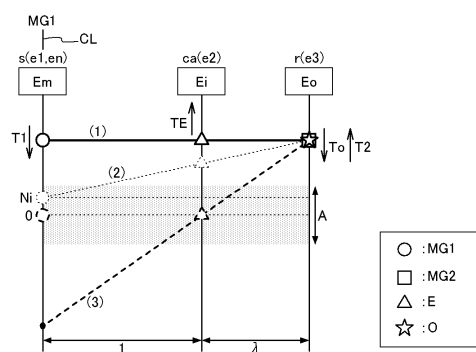 MG1
CL
s(e1,en) ca(e2) r(e3)
Em Ei Eo
TE
T1 (1) To T2
(2)
Ni
0 A
(3)
1 λ
○ :MG1
□ :MG2
△ :E
☆ :O